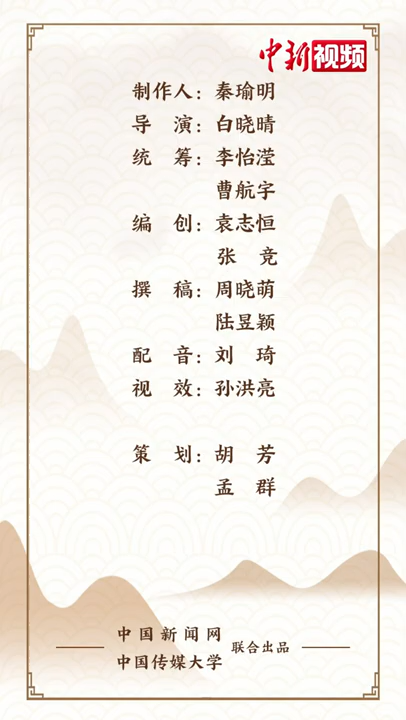 中新视频
制作人：秦瑜明
导 演：白晓晴
统 筹：李怡滢
曹航宇
编 创：袁志恒
张 竞
撰 稿：周晓萌
陆昱颖
配 音：刘 琦
视 效：孙洪亮
策 划：胡 芳
孟 群
中国新闻网
中国传媒大学
联合出品